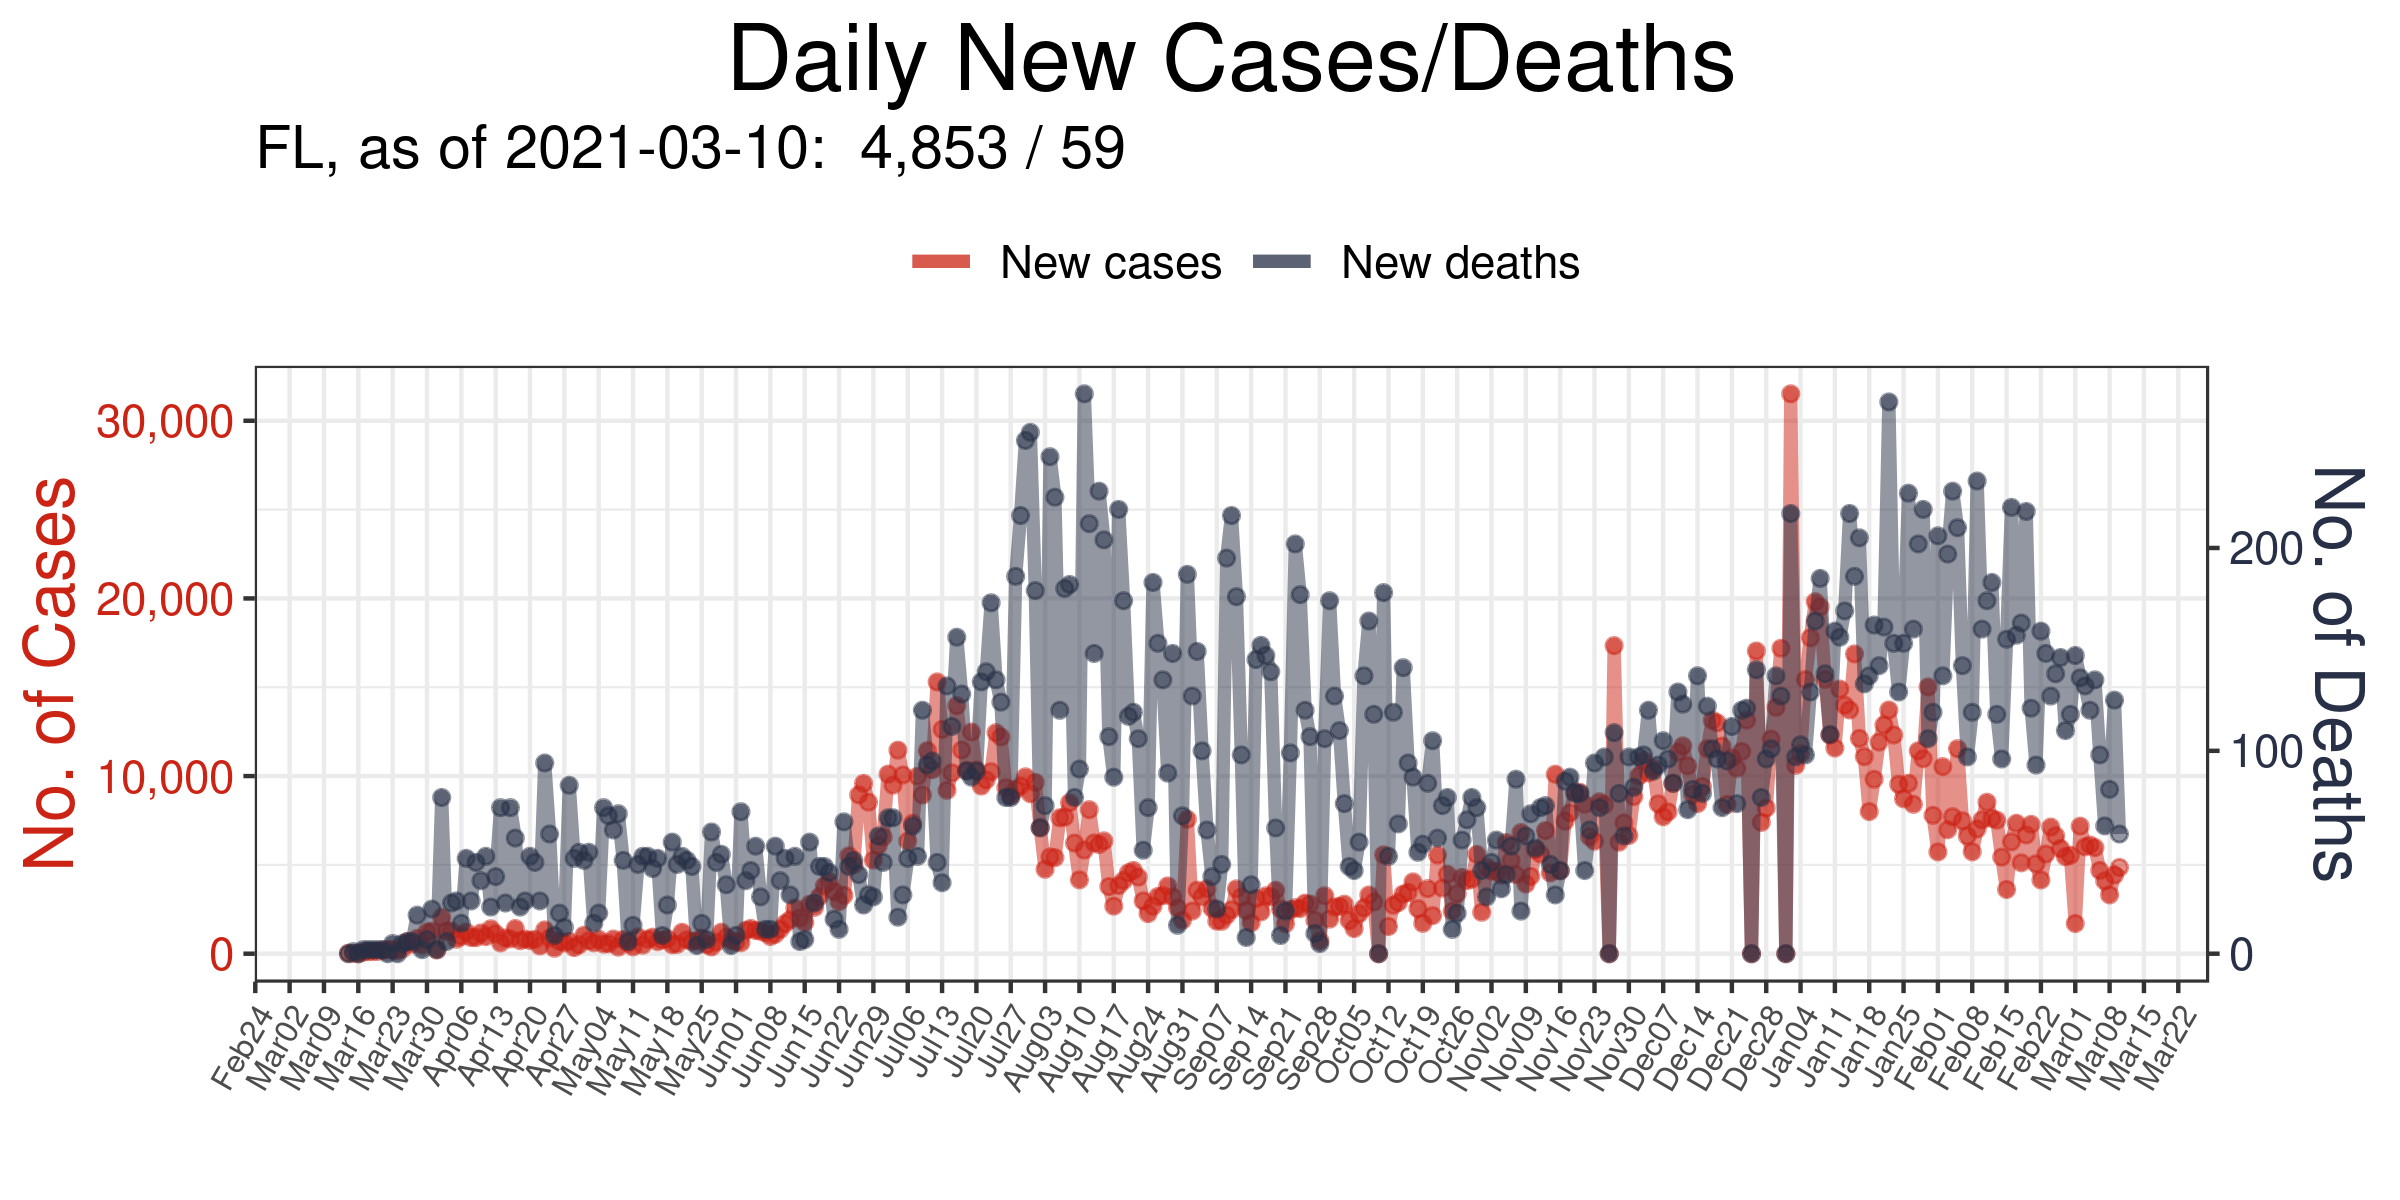 Daily New Cases/Deaths
FL, as of 2021-03-10:  4,853 / 59
New cases
New deaths
No. of Cases
30,000
20,000
10,000
0
200
100
0
No. of Deaths
Feb24
Mar02
Mar09
Mar16
Mar23
Mar30
Apr06
Apr13
Apr20
Apr27
May04
May11
May18
May25
Jun01
Jun08
Jun15
Jun22
Jun29
Jul06
Jul13
Jul20
Jul27
Aug03
Aug10
Aug17
Aug24
Aug31
Sep07
Sep14
Sep21
Sep28
Oct05
Oct12
Oct19
Oct26
Nov02
Nov09
Nov16
Nov23
Nov30
Dec07
Dec14
Dec21
Dec28
Jan04
Jan11
Jan18
Jan25
Feb01
Feb08
Feb15
Feb22
Mar01
Mar08
Mar15
Mar22